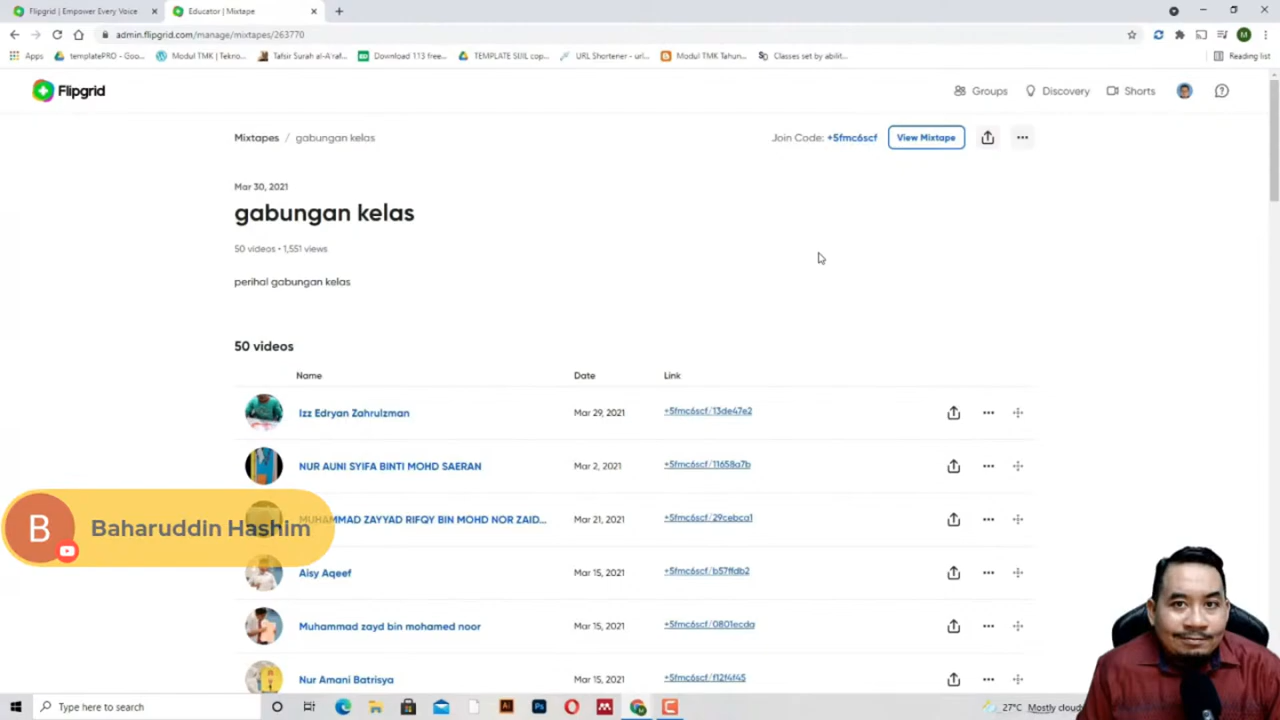 Flipgrid | Empower Every Voice
Educator | Mixtape
admin.flipgrid.com/manage/mixtapes/263770
Apps
templatePRO - Goo...
Modul TMK | Tekno...
Tafsir Surah al-A'raf...
Download 113 free...
TEMPLATE SIJIL cop...
URL Shortener - url...
Modul TMK Tahun...
Classes set by abilit...
Reading list
Flipgrid
Groups
Discovery
Shorts
Mixtapes / gabungan kelas
Join Code: +5fmc6scf
View Mixtape
Mar 30, 2021
gabungan kelas
50 videos • 1,551 views
perihal gabungan kelas
50 videos
Name Date Link
Izz Edryan Zahrulzman Mar 29, 2021 +5fmc6scf/13de47e2
NUR AUNI SYIFA BINTI MOHD SAERAN Mar 2, 2021 +5fmc6scf/11658a7b
MUHAMMAD ZAYYAD RIFQY BIN MOHD NOR ZAID... Mar 21, 2021 +5fmc6scf/29cebca1
B Baharuddin Hashim
Aisy Aqeef Mar 15, 2021 +5fmc6scf/b57ffdb2
Muhammad zayd bin mohamed noor Mar 15, 2021 +5fmc6scf/0801ecda
Nur Amani Batrisya Mar 15, 2021 +5fmc6scf/f12f4f45
Type here to search
27°C Mostly cloudy